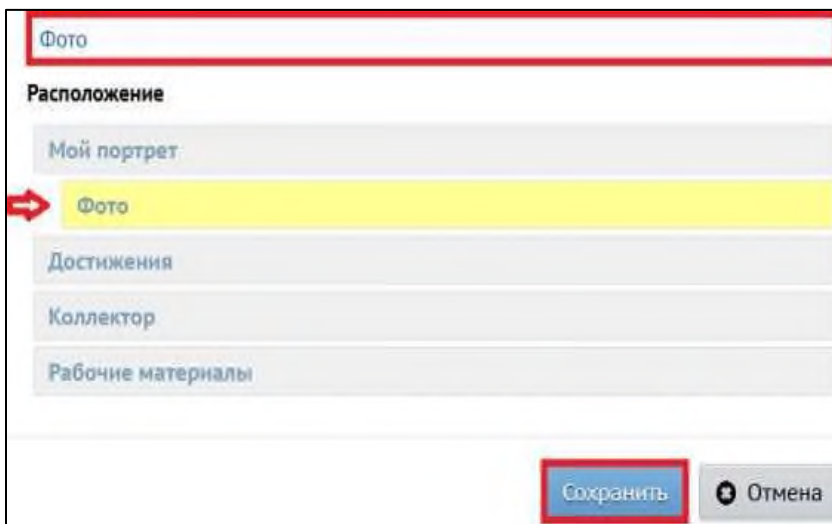 Фото
Расположение
Мой портрет
Фото
Достижения
Коллектор
Рабочие материалы
Сохранить Отмена